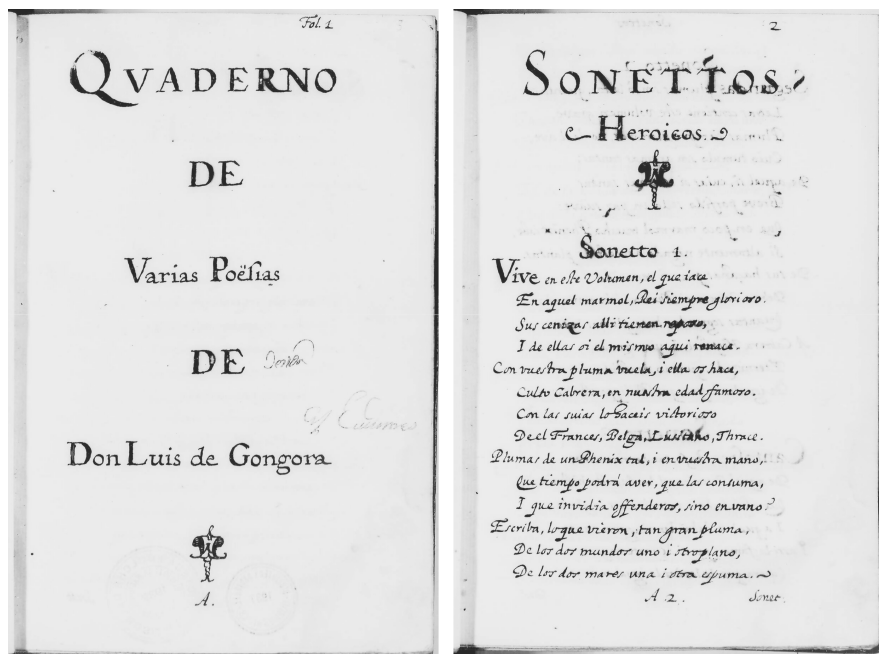 Fol. 1
QVADERNO
DE
Varias Poësias
DE
Don Luis de Gongora
A.
2
SONETTOS
Heroicos
Sonetto 1.
Vive en este Volumen, el que iace
En aquel marmol, Rei siempre glorioso.
Sus cenizas alli tienen reposo,
I de ellas oi el mismo aqui renace.
Con vuestra pluma vuela, i ella os hace,
Culto Cabrera, en nuestra edad famoso.
Con las suias lo haceis victorioso
De el Frances, Belga, Lusitano, Thrace.
Plumas de un Phenix tal, i en vuestra mano,
Que tiempo podrá aver, que las consuma,
I que invidia offenderos, sino en vano?
Escriba, lo que vieron, tan gran pluma,
De los dos mundos uno i otro plano,
De los dos mares una i otra espuma.
A 2.
Sonet.